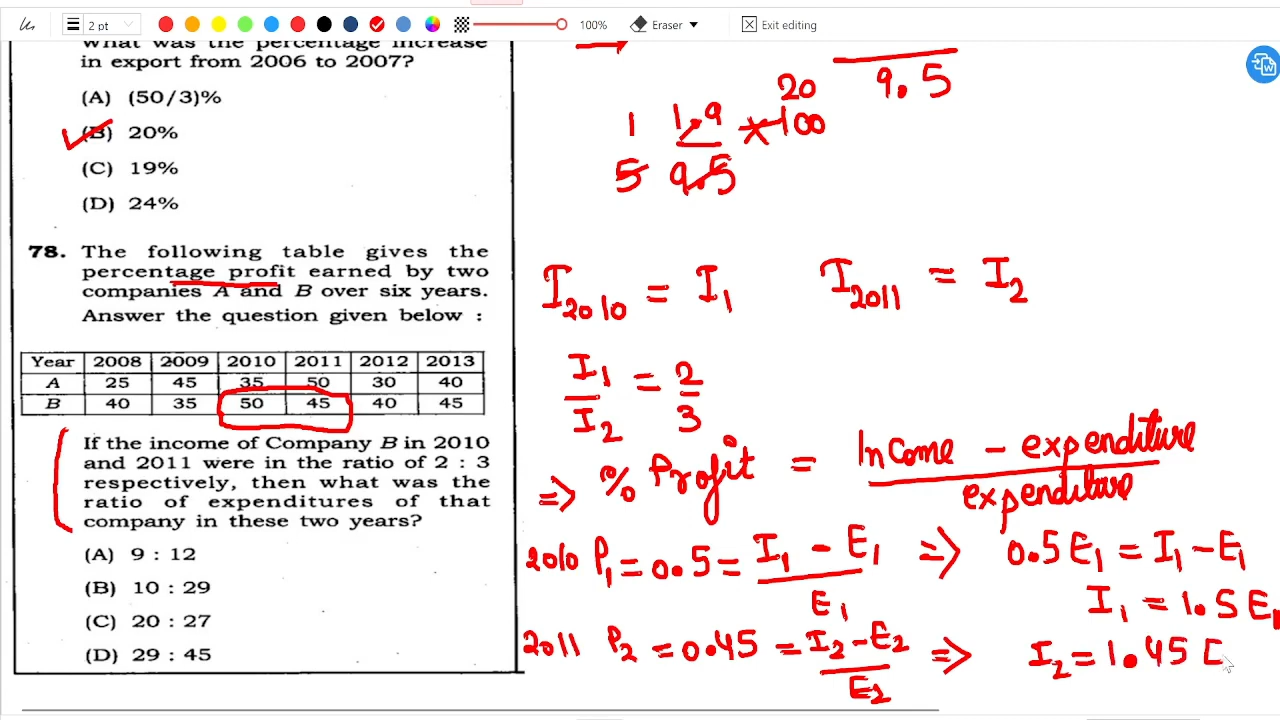 2 pt
100%
Eraser
Exit editing
What was the percentage increase
in export from 2006 to 2007?
(A) (50/3)%
(B) 20%
(C) 19%
(D) 24%
78. The following table gives the
percentage profit earned by two
companies A and B over six years.
Answer the question given below :
Year 2008 2009 2010 2011 2012 2013
A 25 45 35 50 30 40
B 40 35 50 45 40 45
If the income of Company B in 2010
and 2011 were in the ratio of 2 : 3
respectively, then what was the
ratio of expenditures of that
company in these two years?
(A) 9 : 12
(B) 10 : 29
(C) 20 : 27
(D) 29 : 45
9.5
20
1 1.9 × 100
5 9.5
I2010 = I1 I2011 = I2
I1/I2 = 2/3
=> % Profit = Income - expenditure
expenditure
2010 P1 = 0.5 = I1 - E1 => 0.5 E1 = I1 - E1
E1
I1 = 1.5 E1
2011 P2 = 0.45 = I2 - E2 => I2 = 1.45
E2